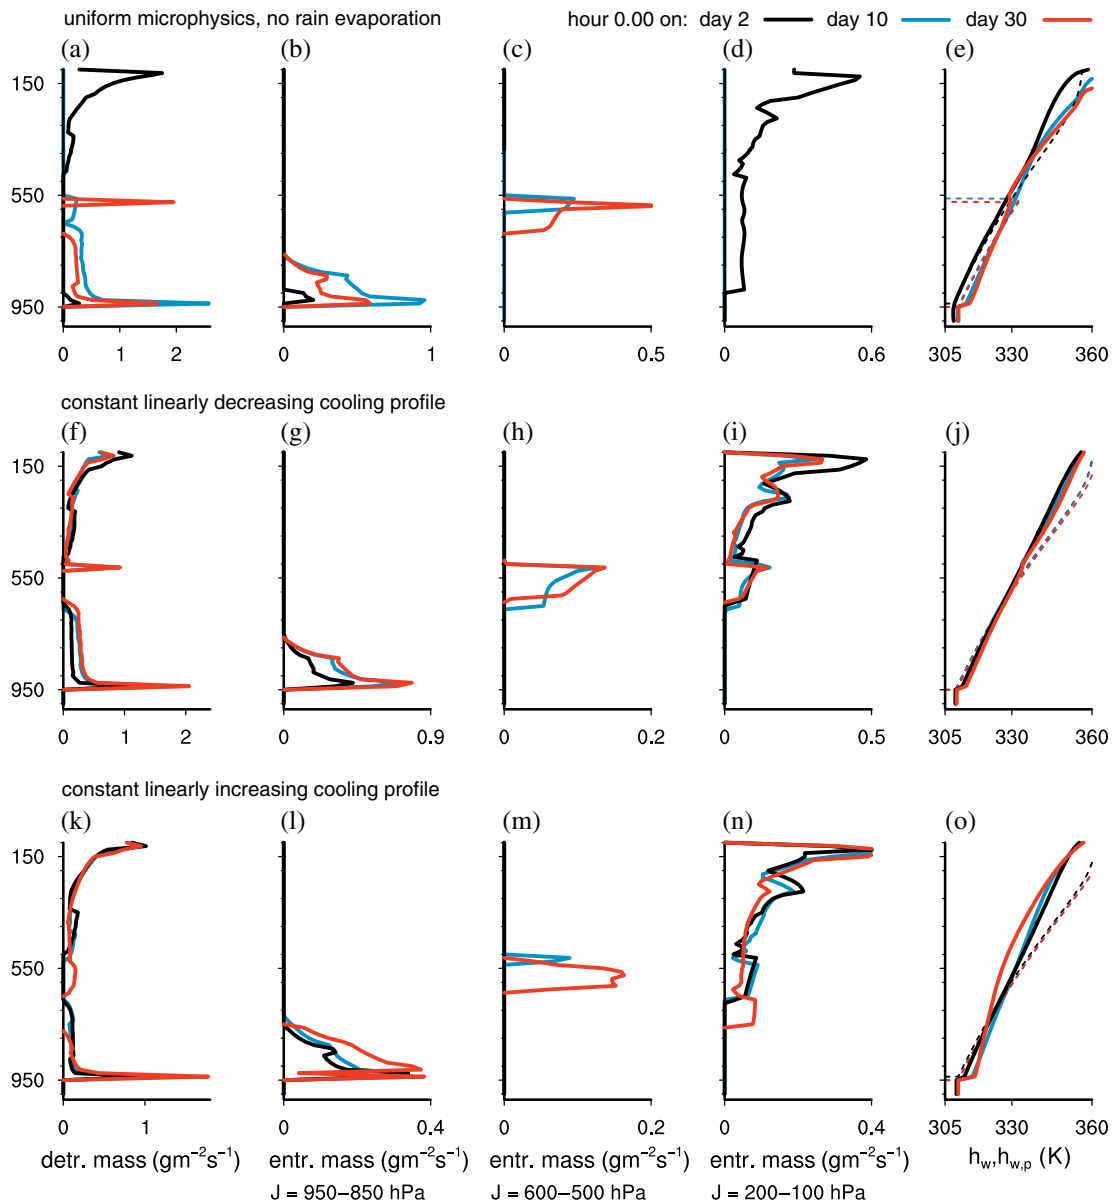 uniform microphysics, no rain evaporation
hour 0.00 on: day 2 day 10 day 30
(a) (b) (c) (d) (e)
150
550
950
0 1 2 0 1 0 0.5 0 0.6 305 330 360
constant linearly decreasing cooling profile
(f) (g) (h) (i) (j)
150
550
950
0 1 2 0 0.9 0 0.2 0 0.5 305 330 360
constant linearly increasing cooling profile
(k) (l) (m) (n) (o)
150
550
950
0 1 0 0.4 0 0.2 0 0.4 305 330 360
detr. mass (gm⁻²s⁻¹) entr. mass (gm⁻²s⁻¹) entr. mass (gm⁻²s⁻¹) entr. mass (gm⁻²s⁻¹) h_w,h_w,p (K)
J = 950–850 hPa J = 600–500 hPa J = 200–100 hPa